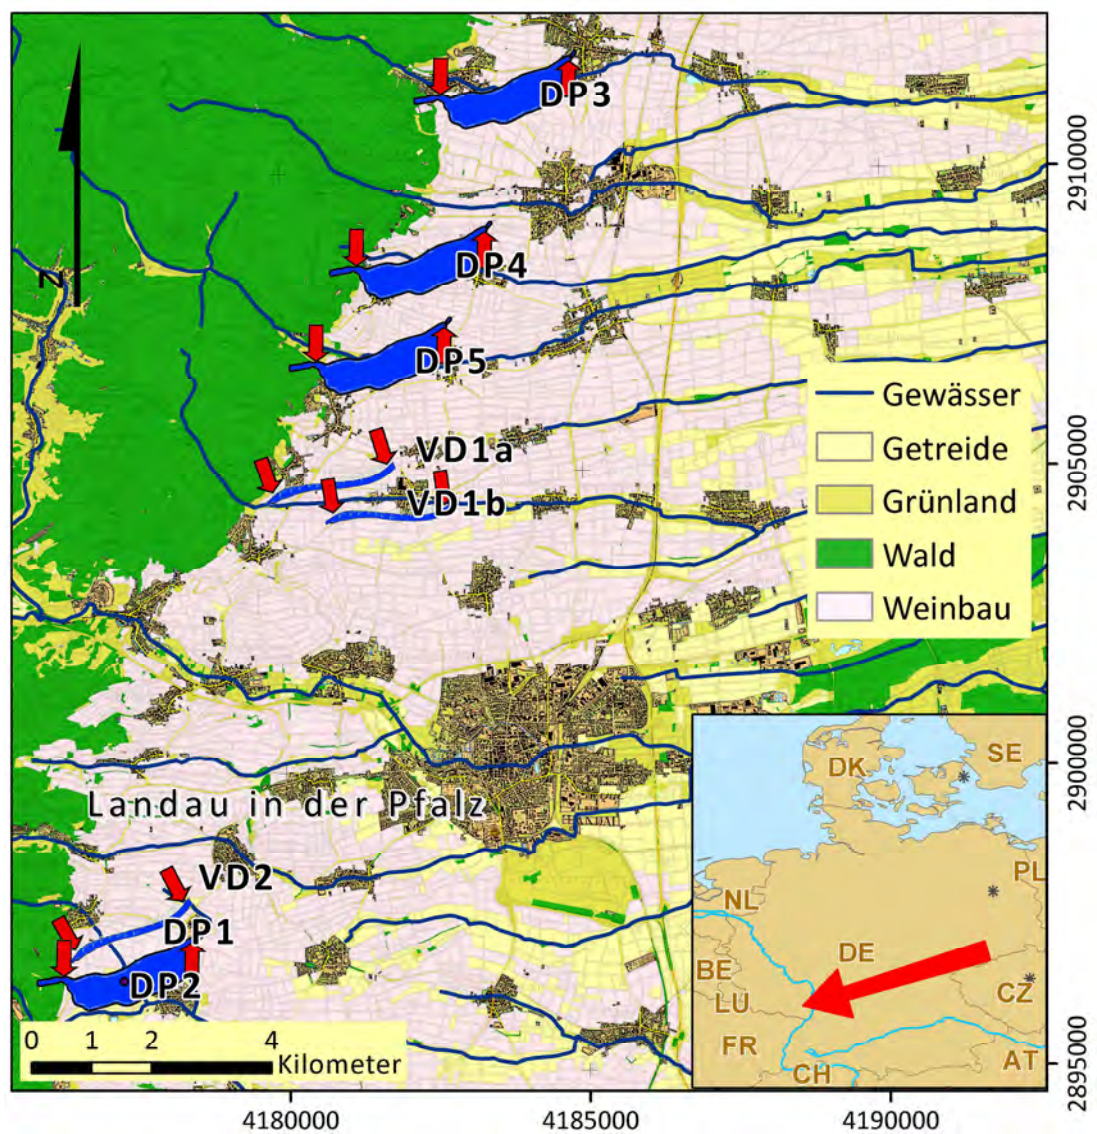 DP3
2910000
N
DP4
DP5
Gewässer
VD1a
Getreide
2905000
VD1b
Grünland
Wald
Weinbau
SE
DK
2900000
Landau in der Pfalz
VD2
PL
NL
DP1
DE
BE
DP2
CZ
LU
0 1 2 4
FR
AT
Kilometer
CH
2895000
4180000 4185000 4190000